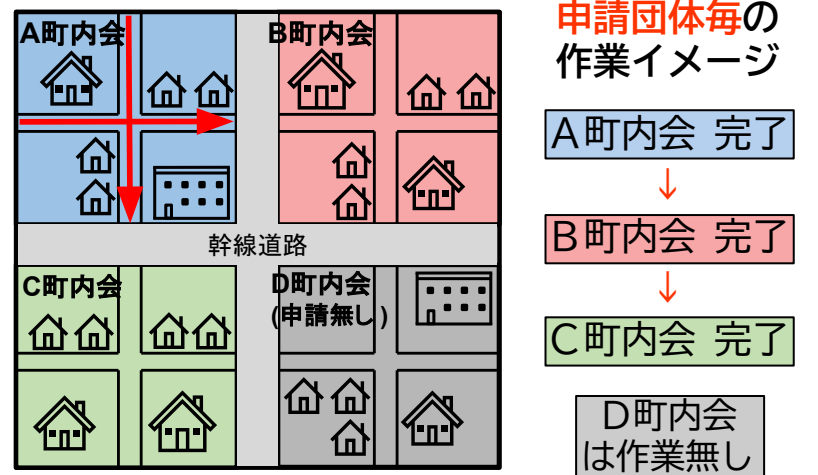 A町内会
B町内会
幹線道路
C町内会
D町内会
(申請無し)
申請団体毎の
作業イメージ
A町内会 完了
↓
B町内会 完了
↓
C町内会 完了
D町内会
は作業無し